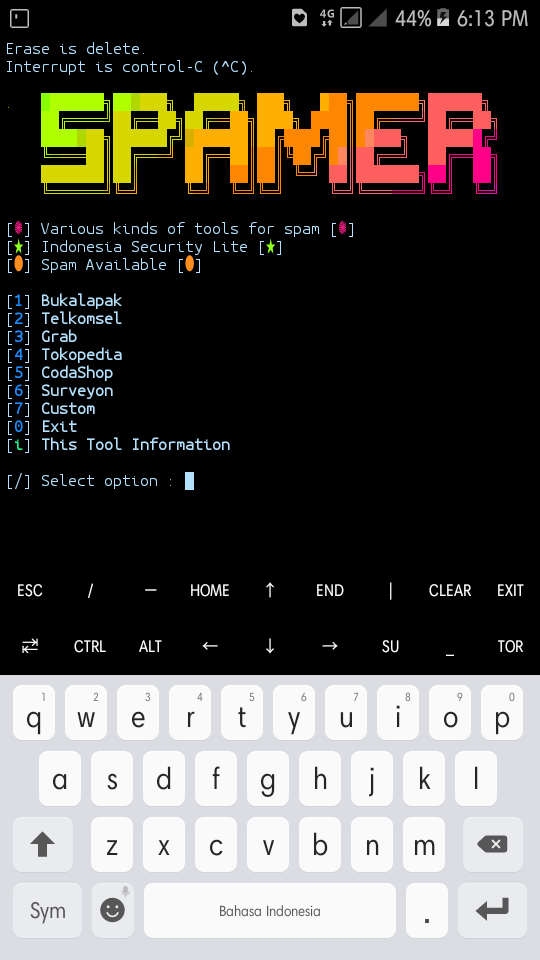 4G 44% 6:13 PM
Erase is delete.
Interrupt is control-C (^C).
.
SPAMER
[*] Various kinds of tools for spam [*]
[★] Indonesia Security Lite [★]
[⬮] Spam Available [⬮]
[1] Bukalapak
[2] Telkomsel
[3] Grab
[4] Tokopedia
[5] CodaShop
[6] Surveyon
[7] Custom
[0] Exit
[i] This Tool Information
[/] Select option :
ESC / — HOME ↑ END | CLEAR EXIT
⇄ CTRL ALT ← ↓ → SU _ TOR
1 2 3 4 5 6 7 8 9 0
q w e r t y u i o p
a s d f g h j k l
z x c v b n m
Sym Bahasa Indonesia .